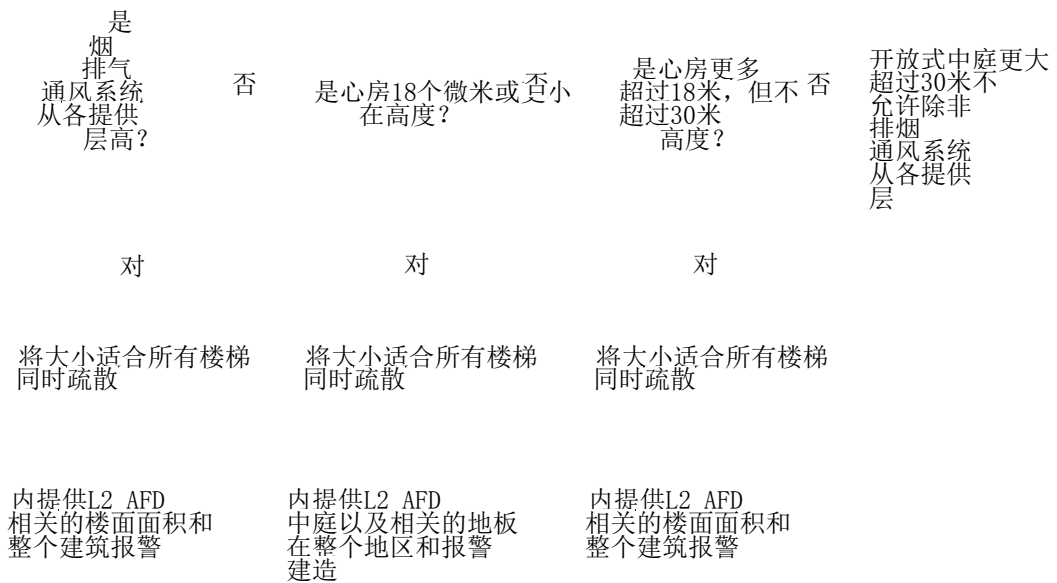 是
烟
排气
通风系统
从各提供
层高?
否
是心房18个微米或更小
在高度?
否
是心房更多
超过18米，但不
超过30米
高度?
否
开放式中庭更大
超过30米不
允许除非
排烟
通风系统
从各提供
层
对
对
对
将大小适合所有楼梯
同时疏散
将大小适合所有楼梯
同时疏散
将大小适合所有楼梯
同时疏散
内提供L2 AFD
相关的楼面面积和
整个建筑报警
内提供L2 AFD
中庭以及相关的地板
在整个地区和报警
建造
内提供L2 AFD
相关的楼面面积和
整个建筑报警